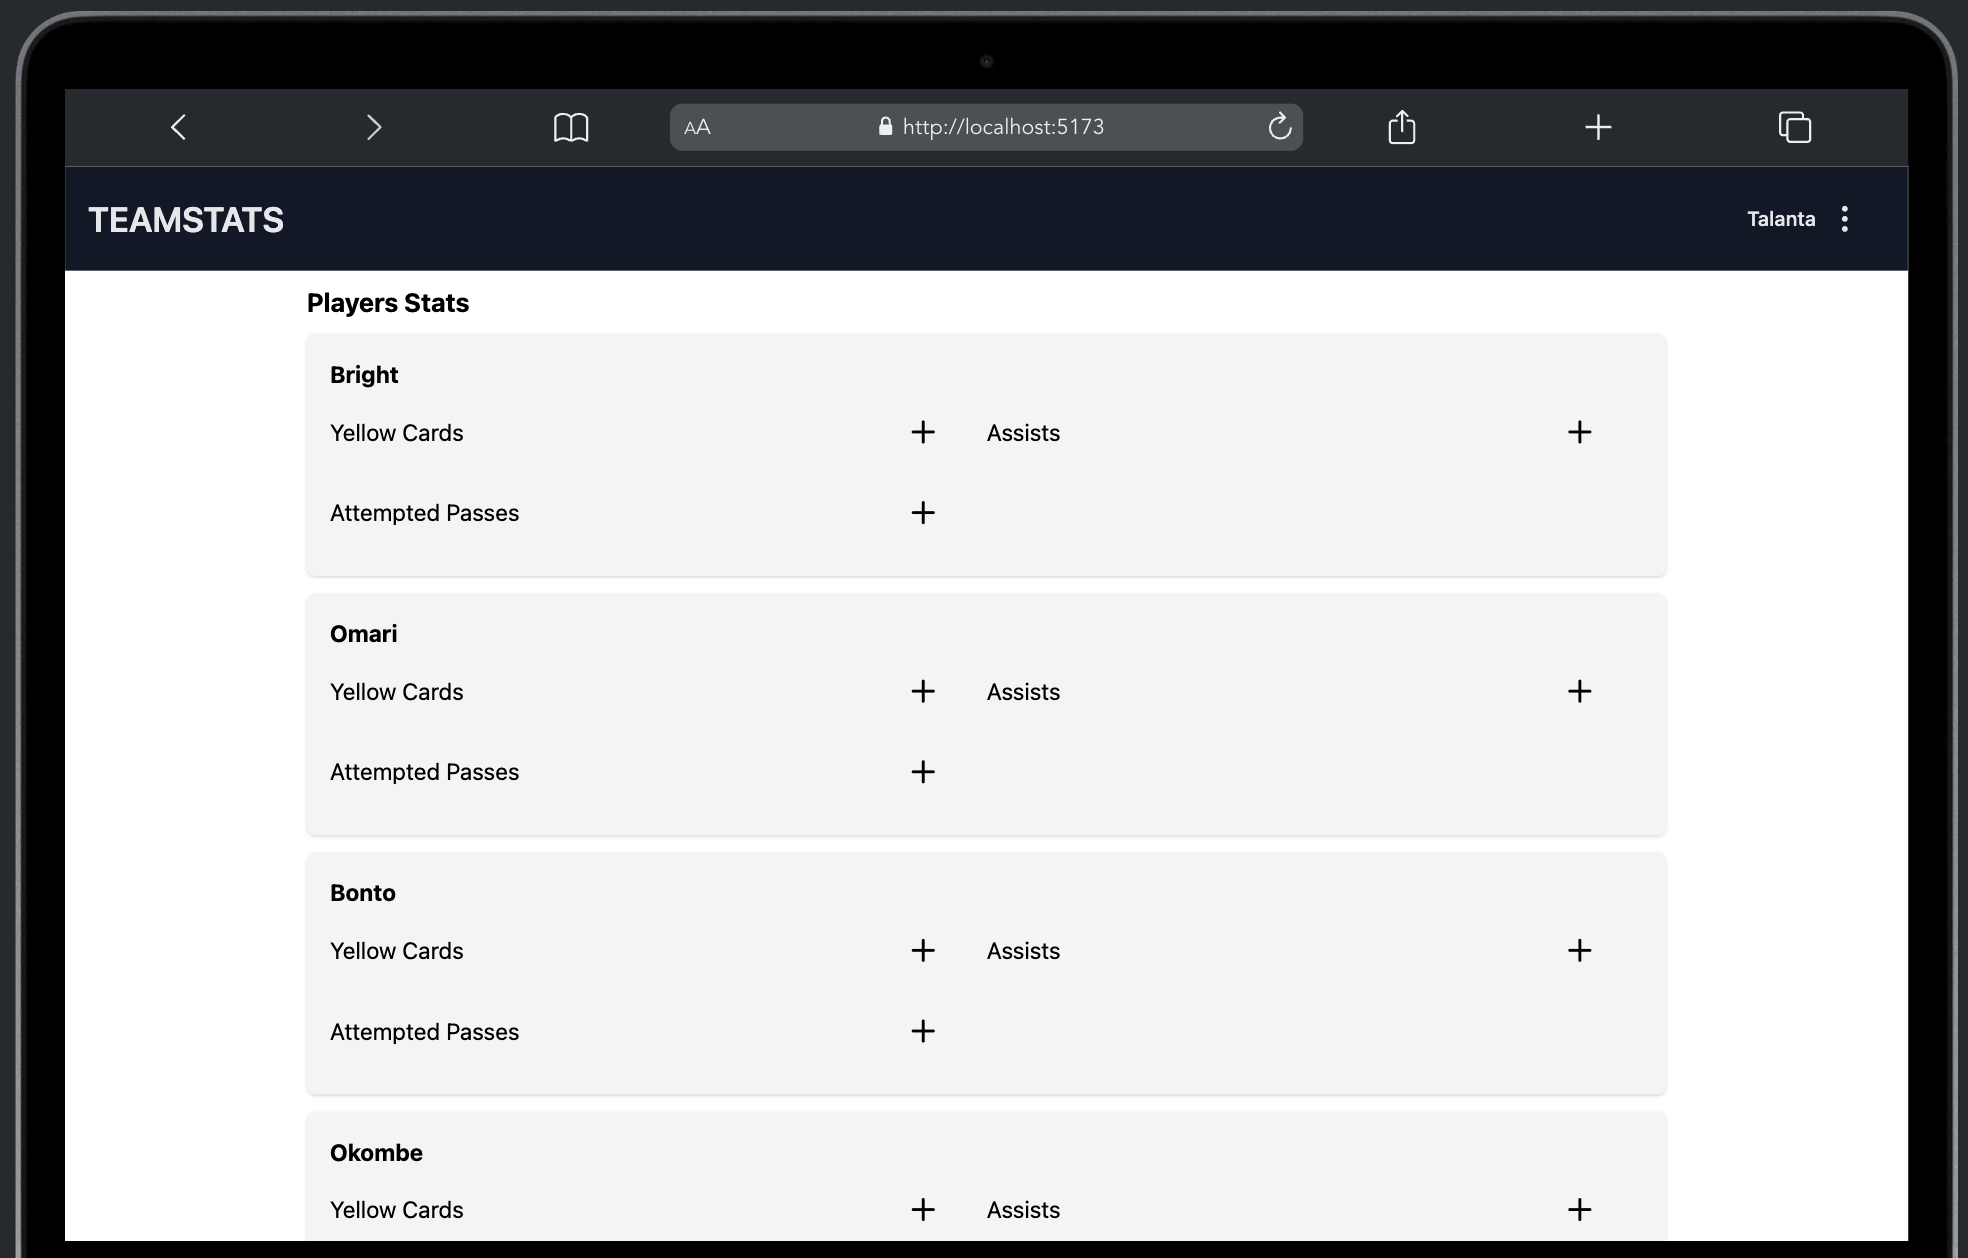 AA http://localhost:5173
TEAMSTATS Talanta
Players Stats
Bright
Yellow Cards + Assists +
Attempted Passes +
Omari
Yellow Cards + Assists +
Attempted Passes +
Bonto
Yellow Cards + Assists +
Attempted Passes +
Okombe
Yellow Cards + Assists +